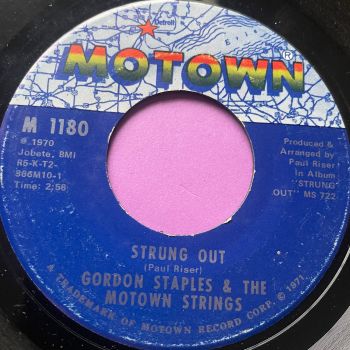 Detroit
MOTOWN
M 1180
℗ 1970
Jobete, BMI
R5-K-T2-
866M10-1
Time: 2:58
Produced &
Arranged by
Paul Riser
In Album
"STRUNG
OUT" MS 722
STRUNG OUT
(Paul Riser)
GORDON STAPLES & THE
MOTOWN STRINGS
A TRADEMARK OF MOTOWN RECORD CORP. © 1971